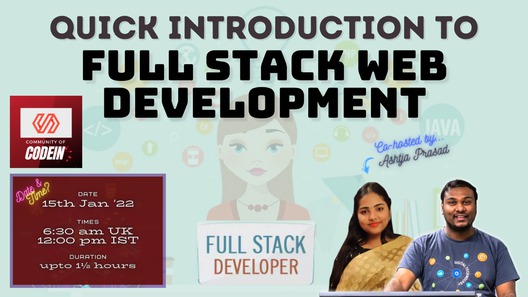 QUICK INTRODUCTION TO
FULL STACK WEB
DEVELOPMENT
COMMUNITY OF
CODEIN
</>
JAVA
Co-hosted by...
Ashtja Prasad
Date &
Time?
DATE
15th Jan '22
TIMES
6:30 am UK
12:00 pm IST
DURATION
upto 1½ hours
FULL STACK
DEVELOPER